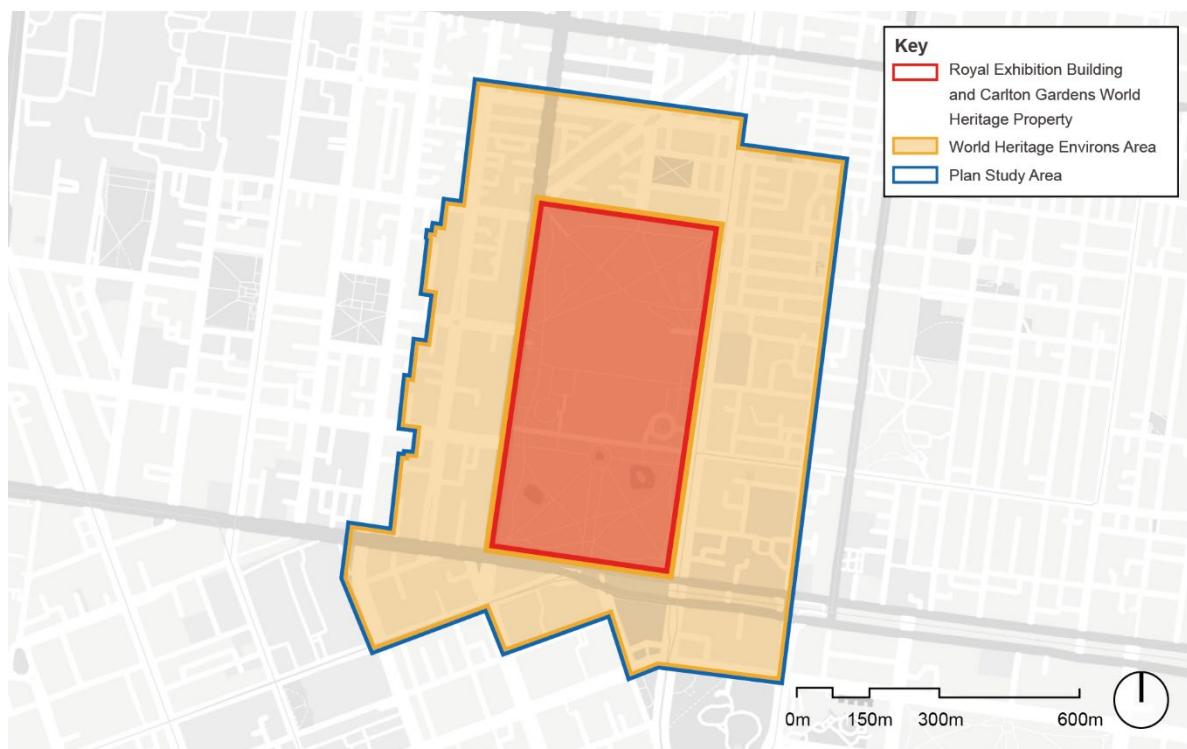 Key
Royal Exhibition Building
and Carlton Gardens World
Heritage Property
World Heritage Environs Area
Plan Study Area
0m 150m 300m 600m